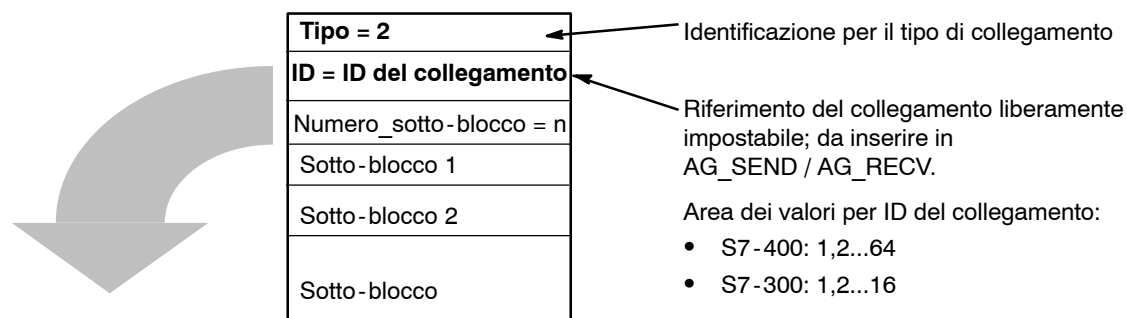 Tipo = 2
ID = ID del collegamento
Numero_sotto-blocco = n
Sotto-blocco 1
Sotto-blocco 2
Sotto-blocco
Identificazione per il tipo di collegamento
Riferimento del collegamento liberamente
impostabile; da inserire in
AG_SEND / AG_RECV.
Area dei valori per ID del collegamento:
• S7-400: 1,2...64
• S7-300: 1,2...16